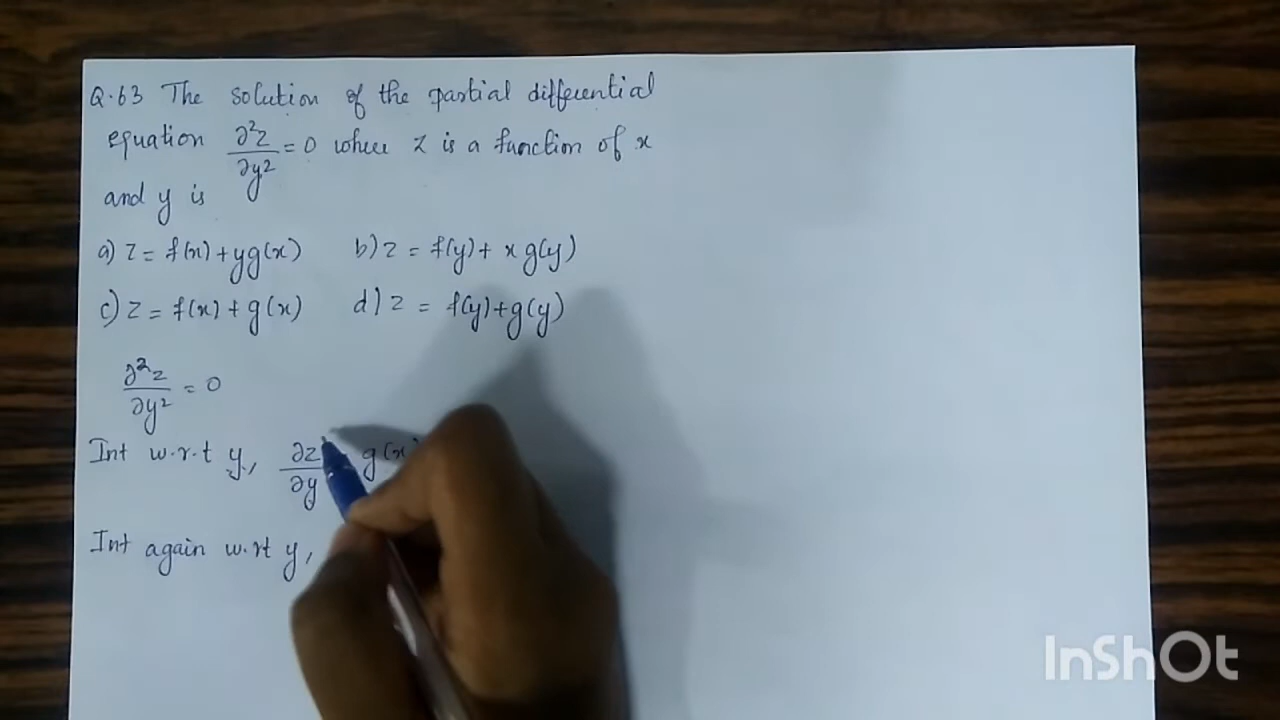 Q.63 The solution of the partial differential
equation ∂²z/∂y² = 0 where z is a function of x
and y is
a) z = f(x) + yg(x) b) z = f(y) + x g(y)
c) z = f(x) + g(x) d) z = f(y) + g(y)
∂²z/∂y² = 0
Int w.r.t y, ∂z/∂y g(x)
Int again w.r.t y,
InShOt